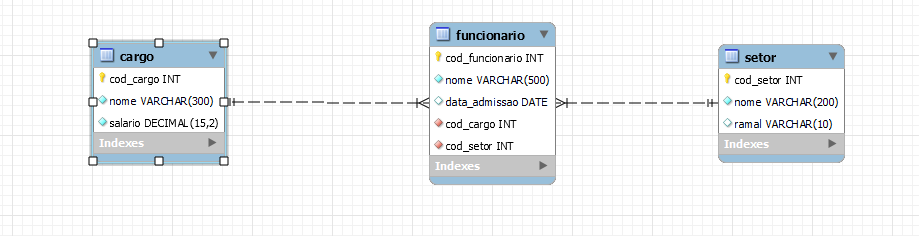 cargo
cod_cargo INT
nome VARCHAR(300)
salario DECIMAL(15,2)
Indexes
funcionario
cod_funcionario INT
nome VARCHAR(500)
data_admissao DATE
cod_cargo INT
cod_setor INT
Indexes
setor
cod_setor INT
nome VARCHAR(200)
ramal VARCHAR(10)
Indexes